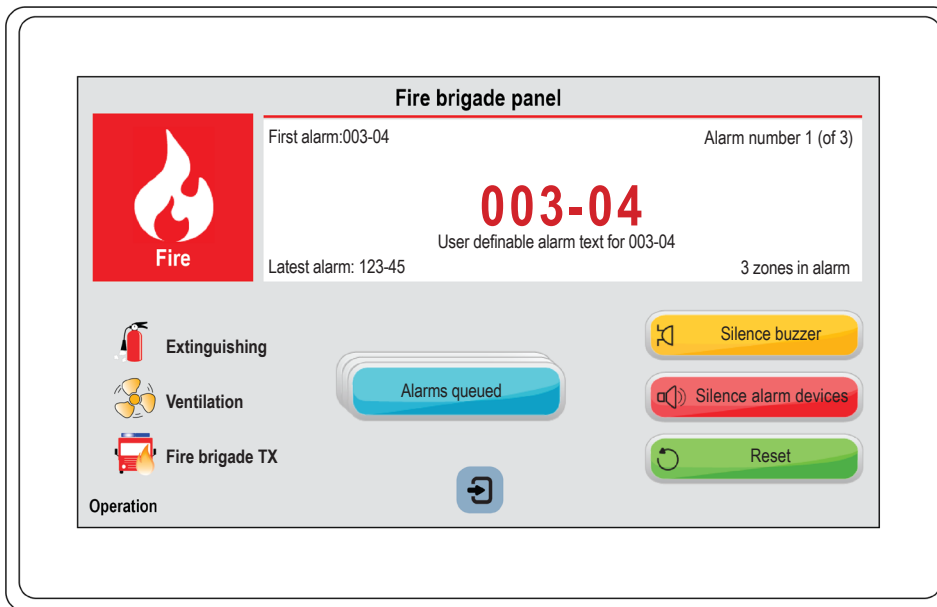 Fire brigade panel
First alarm:003-04
Alarm number 1 (of 3)
003-04
User definable alarm text for 003-04
Fire
Latest alarm: 123-45
3 zones in alarm
Extinguishing
Ventilation
Fire brigade TX
Operation
Alarms queued
Silence buzzer
Silence alarm devices
Reset